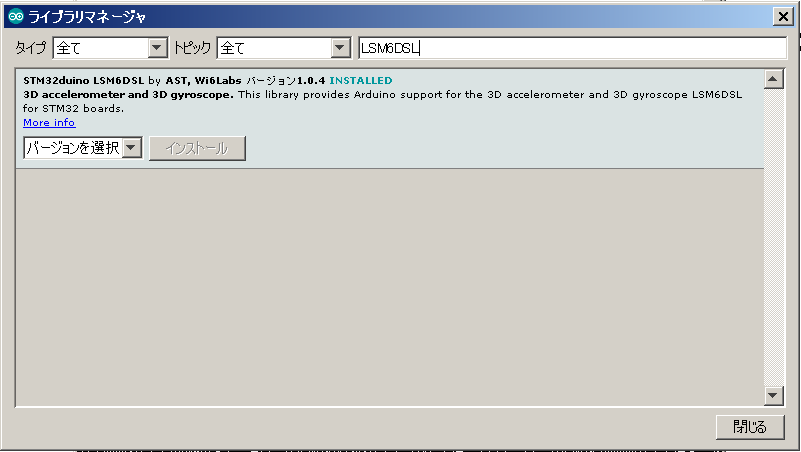 ライブラリマネージャ
タイプ 全て トピック 全て LSM6DSL
STM32duino LSM6DSL by AST, Wi6Labs バージョン1.0.4 INSTALLED
3D accelerometer and 3D gyroscope. This library provides Arduino support for the 3D accelerometer and 3D gyroscope LSM6DSL
for STM32 boards.
More info
バージョンを選択 インストール
閉じる